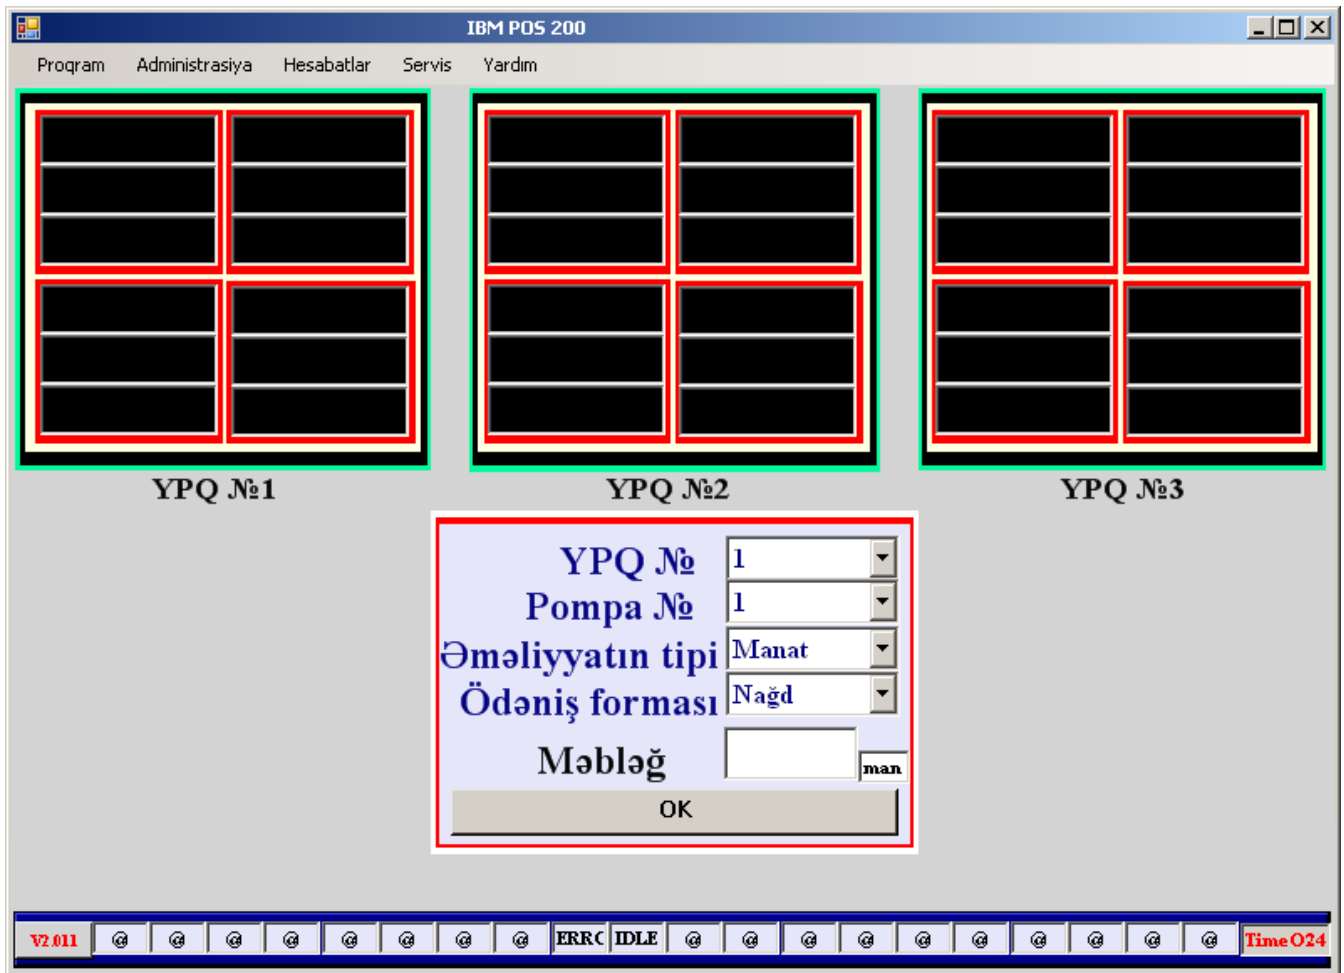 IBM POS 200
Proqram Administrasiya Hesabatlar Servis Yardım
YPQ №1 YPQ №2 YPQ №3
YPQ № 1
Pompa № 1
Əməliyyatın tipi Manat
Ödəniş forması Nağd
Məbləğ man
OK
V2.011 @ @ @ @ @ @ @ @ ERRC IDLE @ @ @ @ @ @ @ @ @ @ Time O24